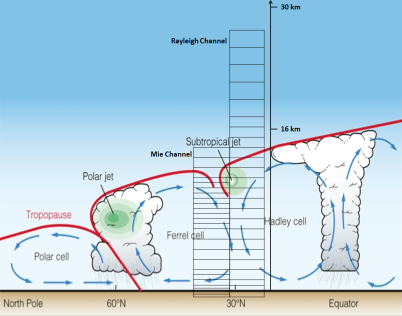 30 km
Rayleigh Channel
16 km
Subtropical jet
Mie Channel
Polar jet
Tropopause
Hadley cell
Ferrel cell
Polar cell
North Pole
60°N
30°N
Equator